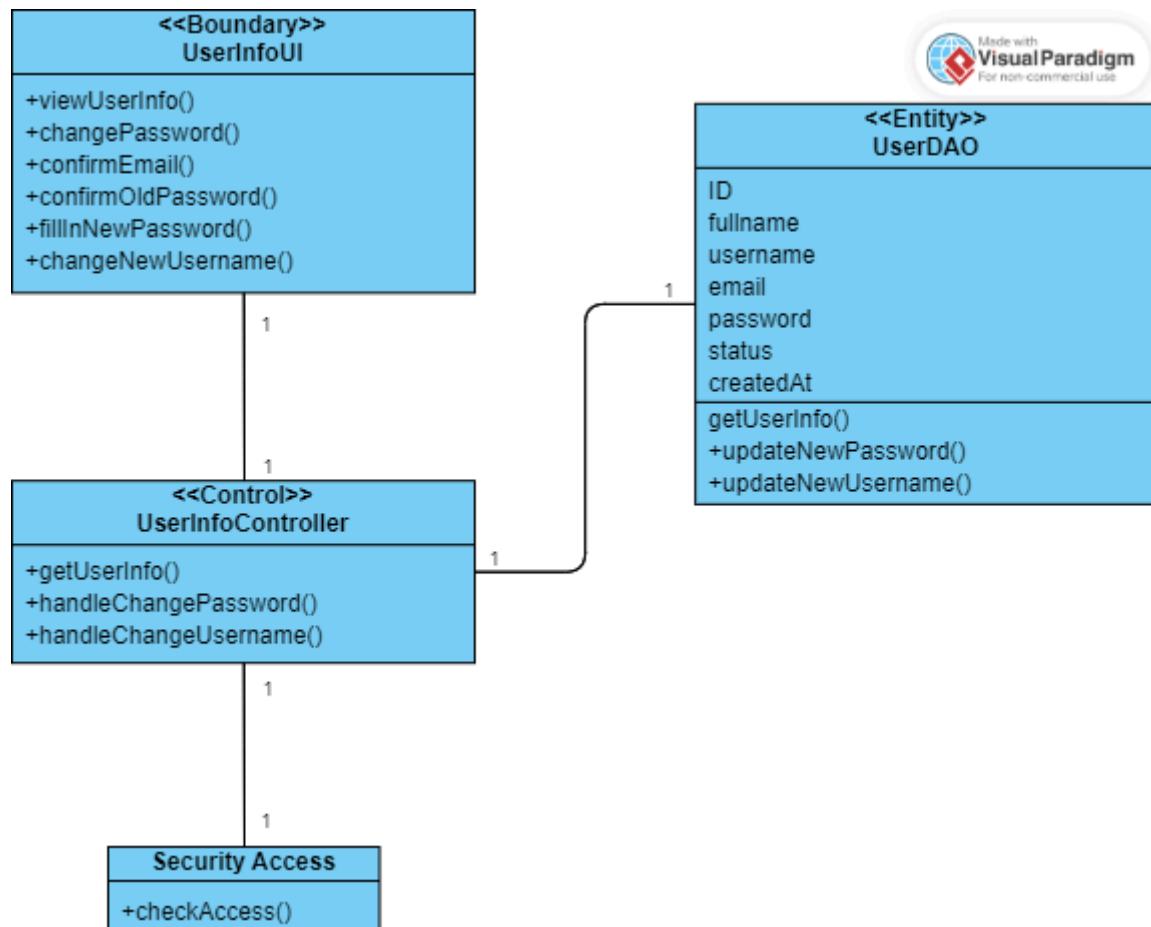 <<Boundary>>
UserInfoUI
+viewUserInfo()
+changePassword()
+confirmEmail()
+confirmOldPassword()
+fillInNewPassword()
+changeNewUsername()
Made with
Visual Paradigm
For non-commercial use
<<Entity>>
UserDAO
ID
fullname
username
email
password
status
createdAt
getUserInfo()
+updateNewPassword()
+updateNewUsername()
1
1
1
1
<<Control>>
UserInfoController
+getUserInfo()
+handleChangePassword()
+handleChangeUsername()
1
1
Security Access
+checkAccess()